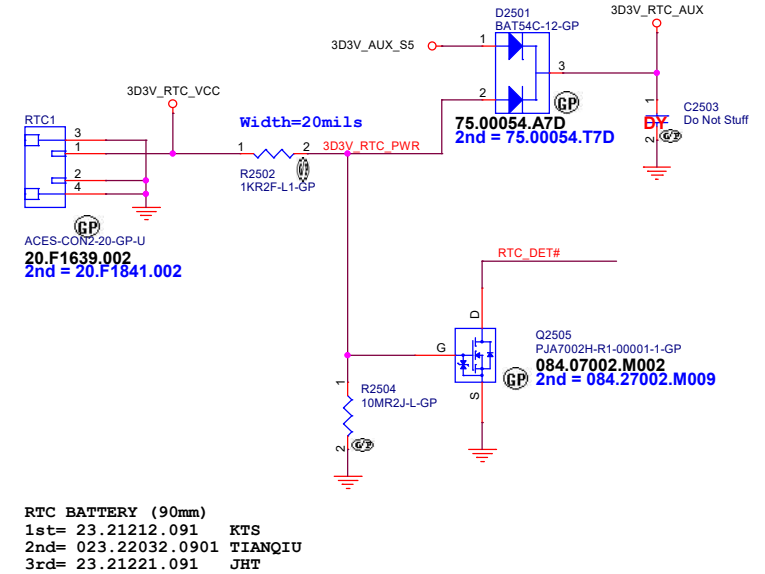 D2501
BAT54C-12-GP
3D3V_RTC_AUX
3D3V_AUX_S5
1
3
2
GP
75.00054.A7D
2nd = 75.00054.T7D
1
C2503
Do Not Stuff
DY
2
G/P
3D3V_RTC_VCC
RTC1
3
1
2
4
Width=20mils
1
2
3D3V_RTC_PWR
R2502
1KR2F-L1-GP
G/P
GP
ACES-CON2-20-GP-U
20.F1639.002
2nd = 20.F1841.002
RTC_DET#
D
G
S
Q2505
PJA7002H-R1-00001-1-GP
084.07002.M002
GP
2nd = 084.27002.M009
1
R2504
10MR2J-L-GP
2
G/P
RTC BATTERY (90mm)
1st= 23.21212.091 KTS
2nd= 023.22032.0901 TIANQIU
3rd= 23.21221.091 JHT